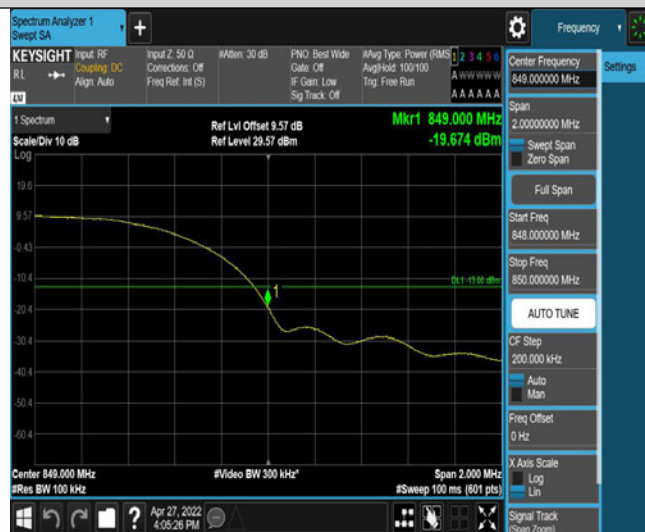 Spectrum Analyzer 1
Swept SA
+
Frequency
KEYSIGHT
RL
Input: RF
Coupling: DC
Align: Auto
Input Z: 50 Ω
Corrections: Off
Freq Ref: Int (S)
#Atten: 30 dB
PNO: Best Wide
Gate: Off
IF Gain: Low
Sig Track: Off
#Avg Type: Power (RMS
Avg|Hold: 100/100
Trig: Free Run
1 2 3 4 5 6
A W W W W W
A A A A A A
Center Frequency
849.000000 MHz
Settings
Span
2.00000000 MHz
Swept Span
Zero Span
Full Span
Start Freq
848.000000 MHz
Stop Freq
850.000000 MHz
AUTO TUNE
CF Step
200.000 kHz
Auto
Man
Freq Offset
0 Hz
X Axis Scale
Log
Lin
Signal Track
(Span Zoom)
1 Spectrum
Scale/Div 10 dB
Log
Ref Lvl Offset 9.57 dB
Ref Level 29.57 dBm
Mkr1 849.000 MHz
-19.674 dBm
19.6
9.57
-0.43
-10.4
DL1 -13.00 dBm
1
-20.4
-30.4
-40.4
-50.4
-60.4
Center 849.000 MHz
#Res BW 100 kHz
#Video BW 300 kHz*
Span 2.000 MHz
#Sweep 100 ms (601 pts)
?
Apr 27, 2022
4:05:26 PM